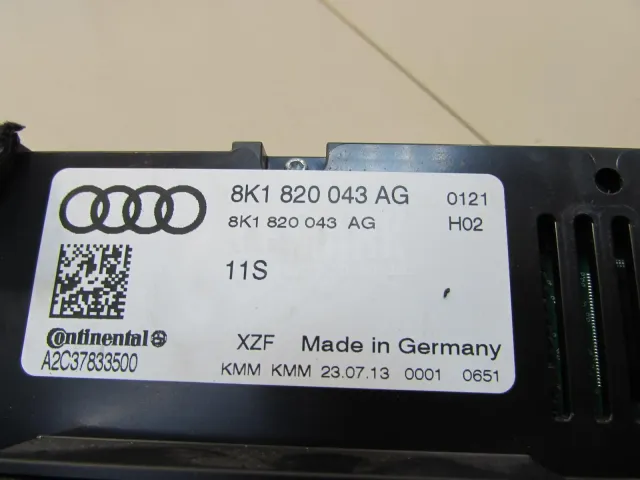 8K1 820 043 AG 0121
8K1 820 043 AG H02
11S
Continental XZF Made in Germany
A2C37833500
KMM KMM 23.07.13 0001 0651